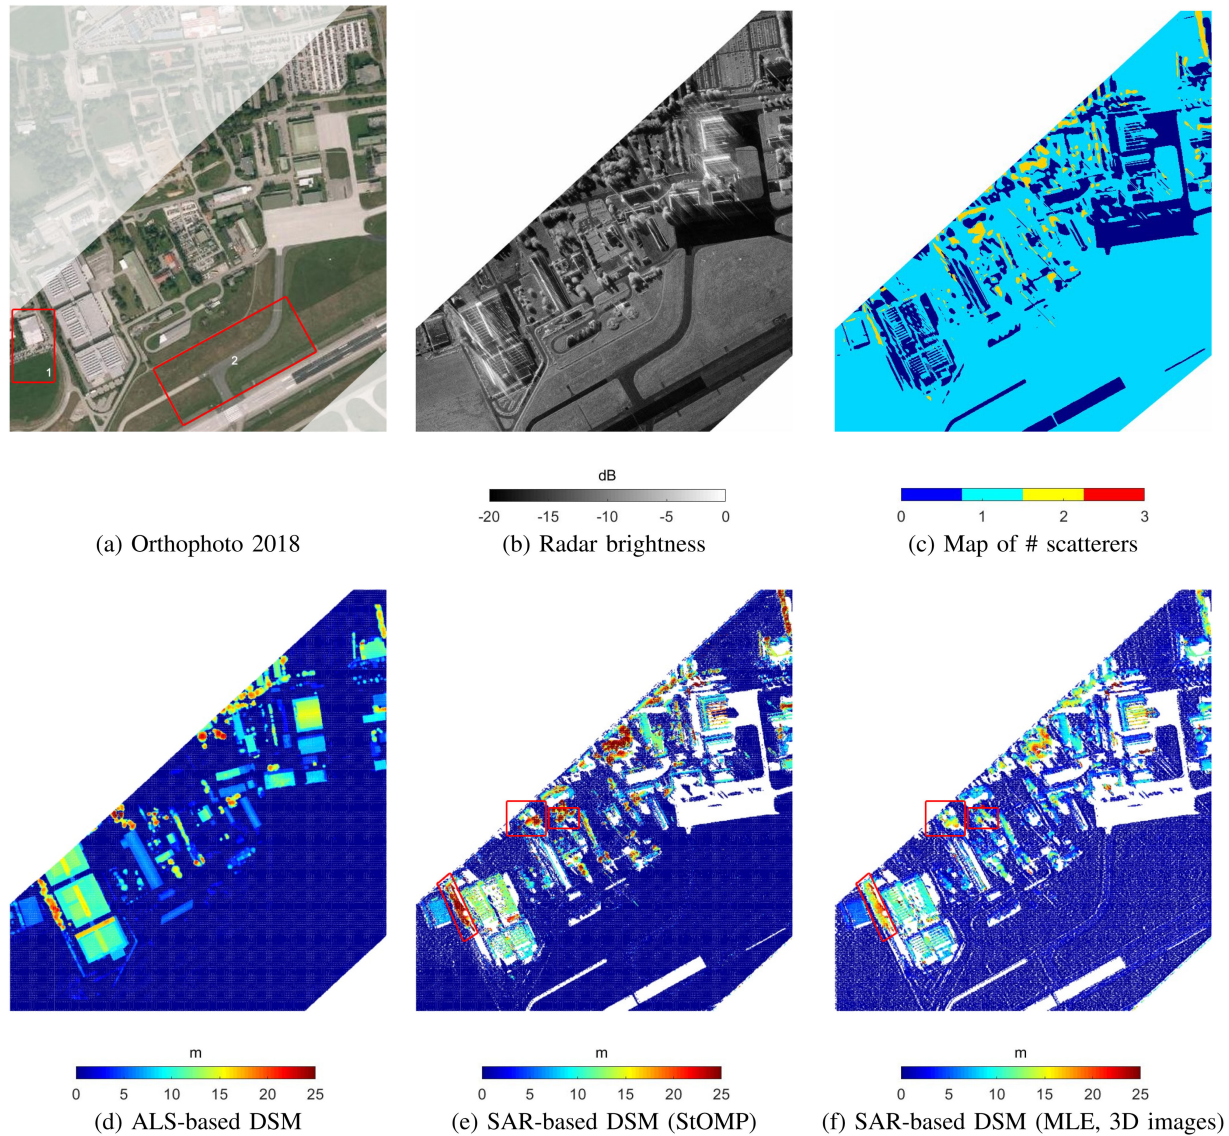 1
2
dB
-20 -15 -10 -5 0
0 1 2 3
(a) Orthophoto 2018
(b) Radar brightness
(c) Map of # scatterers
m
0 5 10 15 20 25
(d) ALS-based DSM
m
0 5 10 15 20 25
(e) SAR-based DSM (StOMP)
m
0 5 10 15 20 25
(f) SAR-based DSM (MLE, 3D images)